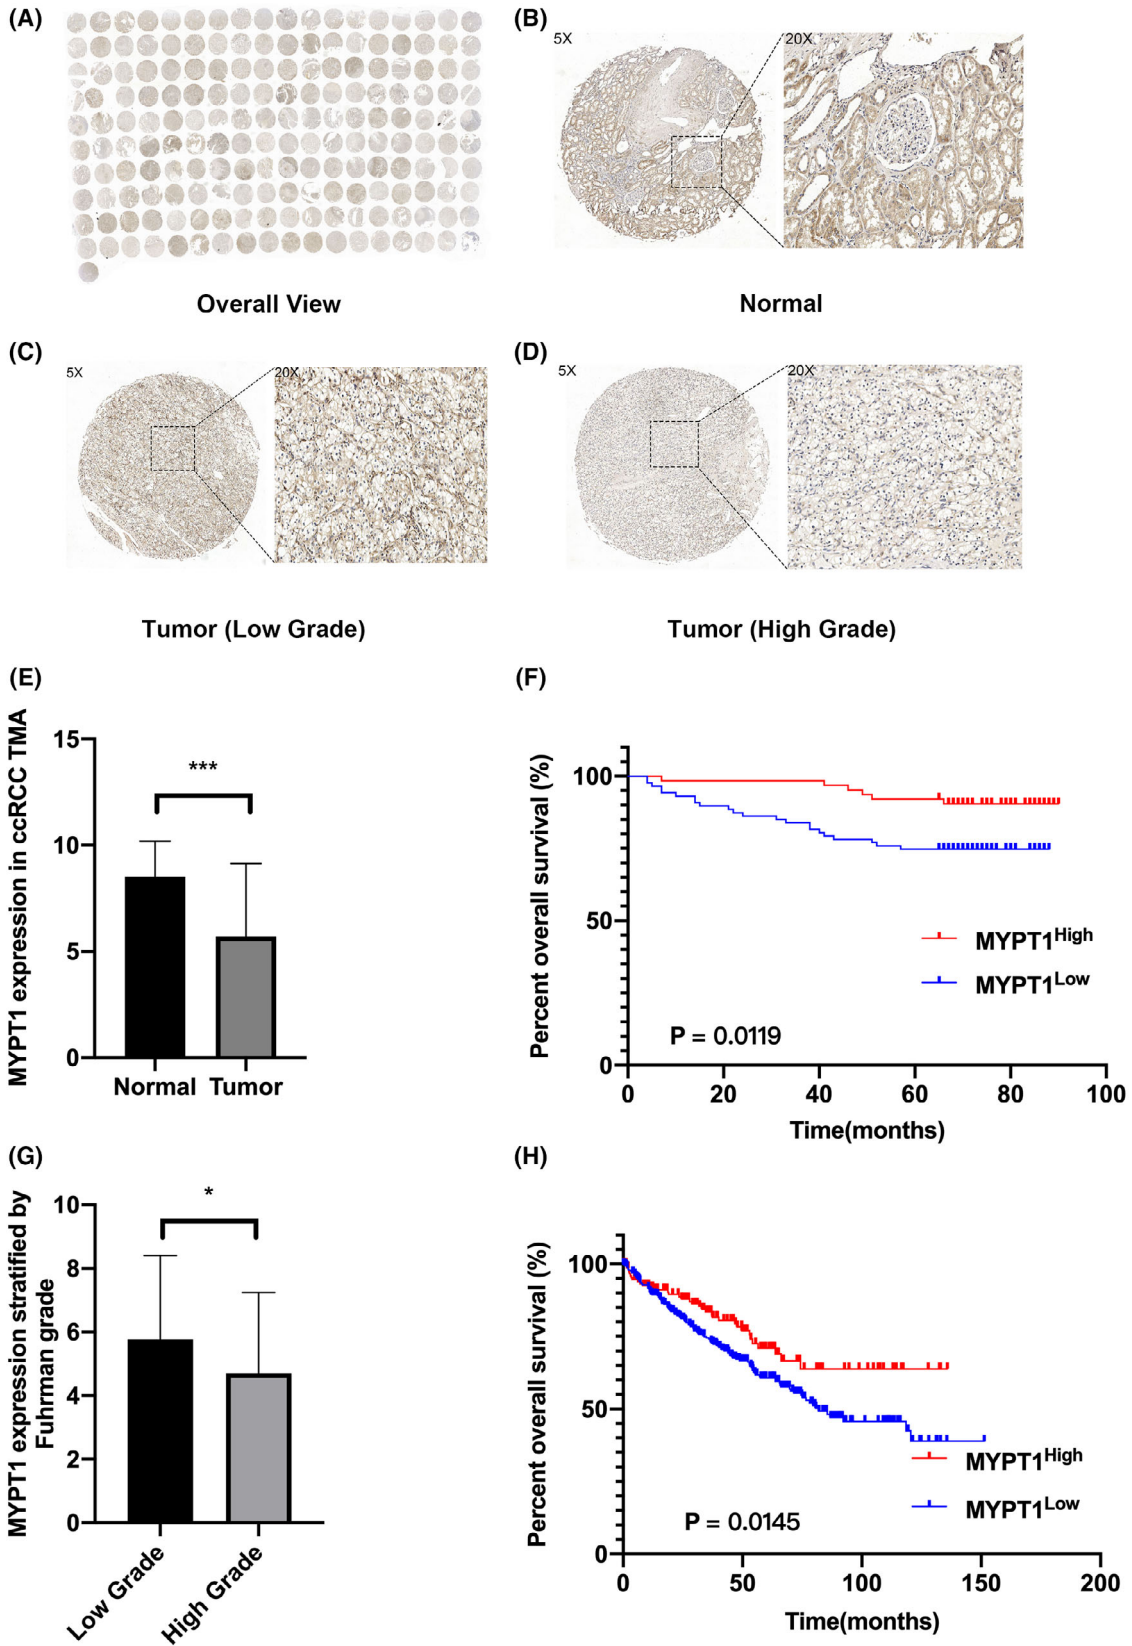 (A)
Overall View
(B)
5X
20X
Normal
(C)
5X
20X
Tumor (Low Grade)
(D)
5X
20X
Tumor (High Grade)
(E)
MYPT1 expression in ccRCC TMA
15
10
5
0
***
Normal
Tumor
(F)
Percent overall survival (%)
100
50
0
MYPT1High
MYPT1Low
P = 0.0119
0
20
40
60
80
100
Time(months)
(G)
MYPT1 expression stratified by
Fuhrman grade
10
8
6
4
2
0
*
Low Grade
High Grade
(H)
Percent overall survival (%)
100
50
0
MYPT1High
MYPT1Low
P = 0.0145
0
50
100
150
200
Time(months)